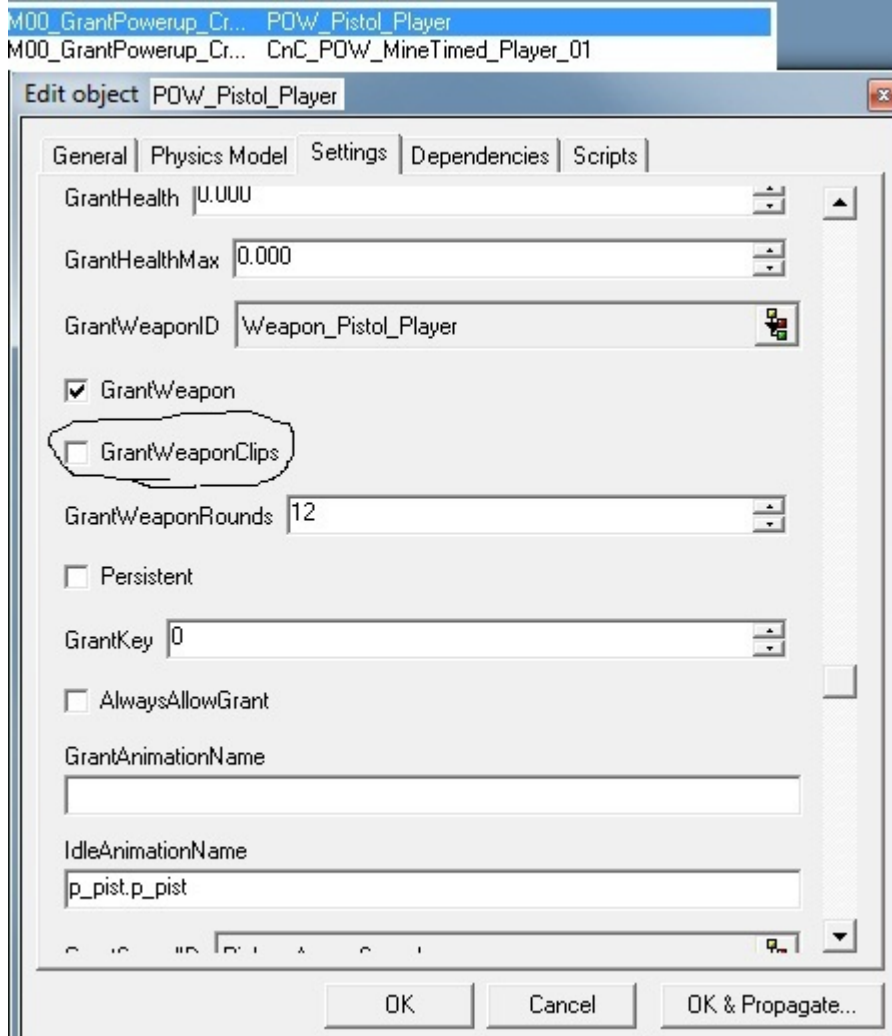 M00_GrantPowerup_Cr... POW_Pistol_Player
M00_GrantPowerup_Cr... CnC_POW_MineTimed_Player_01
Edit object POW_Pistol_Player
General Physics Model Settings Dependencies Scripts
GrantHealth 0.000
GrantHealthMax 0.000
GrantWeaponID Weapon_Pistol_Player
GrantWeapon
GrantWeaponClips
GrantWeaponRounds 12
Persistent
GrantKey 0
AlwaysAllowGrant
GrantAnimationName
IdleAnimationName
p_pist.p_pist
OK Cancel OK & Propagate...